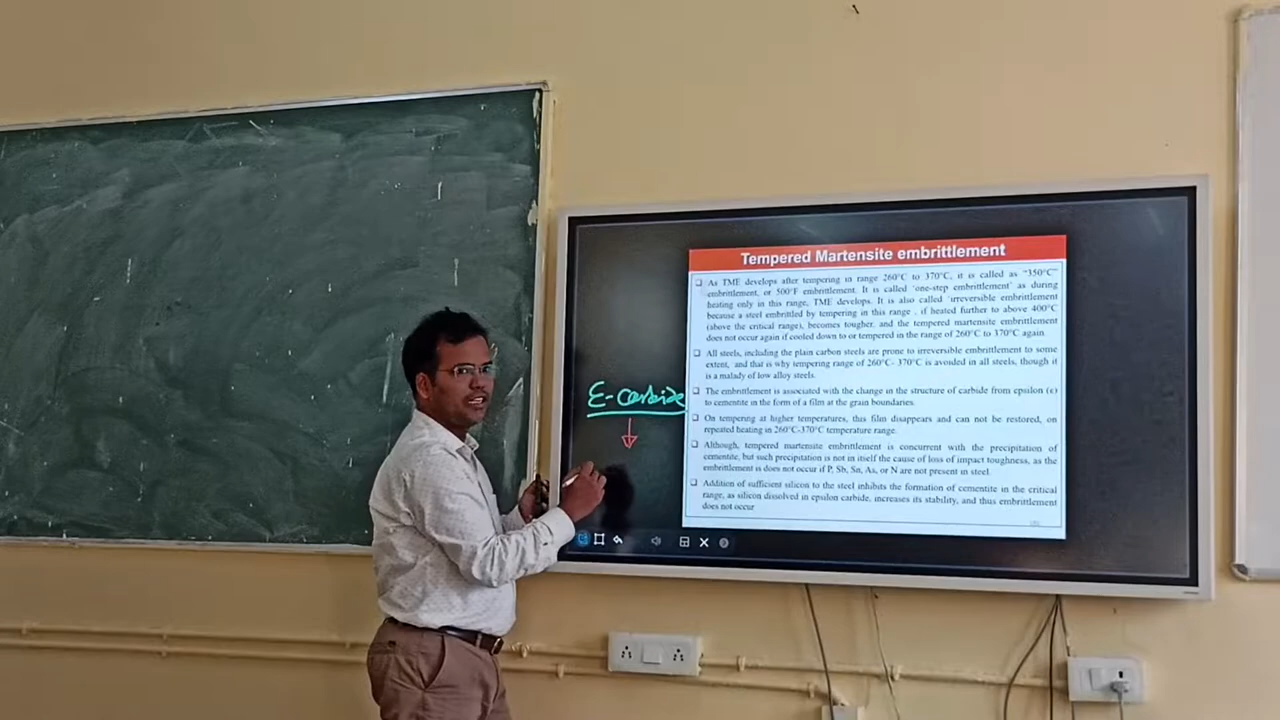 Tempered Martensite embrittlement
As TME develops after tempering in range 260°C to 370°C, it is called as "350°C"
embrittlement, or 500°F embrittlement. It is called 'one-step embrittlement' as during
heating only in this range, TME develops. It is also called 'irreversible embrittlement
because a steel embrittled by tempering in this range , if heated further to above 400°C
(above the critical range), becomes tougher, and the tempered martensite embrittlement
does not occur again if cooled down to or tempered in the range of 260°C to 370°C again.
All steels, including the plain carbon steels are prone to irreversible embrittlement to some
extent, and that is why tempering range of 260°C- 370°C is avoided in all steels, though it
is a malady of low alloy steels.
ε-carbide
The embrittlement is associated with the change in the structure of carbide from epsilon (ε)
to cementite in the form of a film at the grain boundaries.
On tempering at higher temperatures, this film disappears and can not be restored, on
repeated heating in 260°C-370°C temperature range.
Although, tempered martensite embrittlement is concurrent with the precipitation of
cementite, but such precipitation is not in itself the cause of loss of impact toughness, as the
embrittlement is does not occur if P, Sb, Sn, As, or N are not present in steel.
Addition of sufficient silicon to the steel inhibits the formation of cementite in the critical
range, as silicon dissolved in epsilon carbide, increases its stability, and thus embrittlement
does not occur